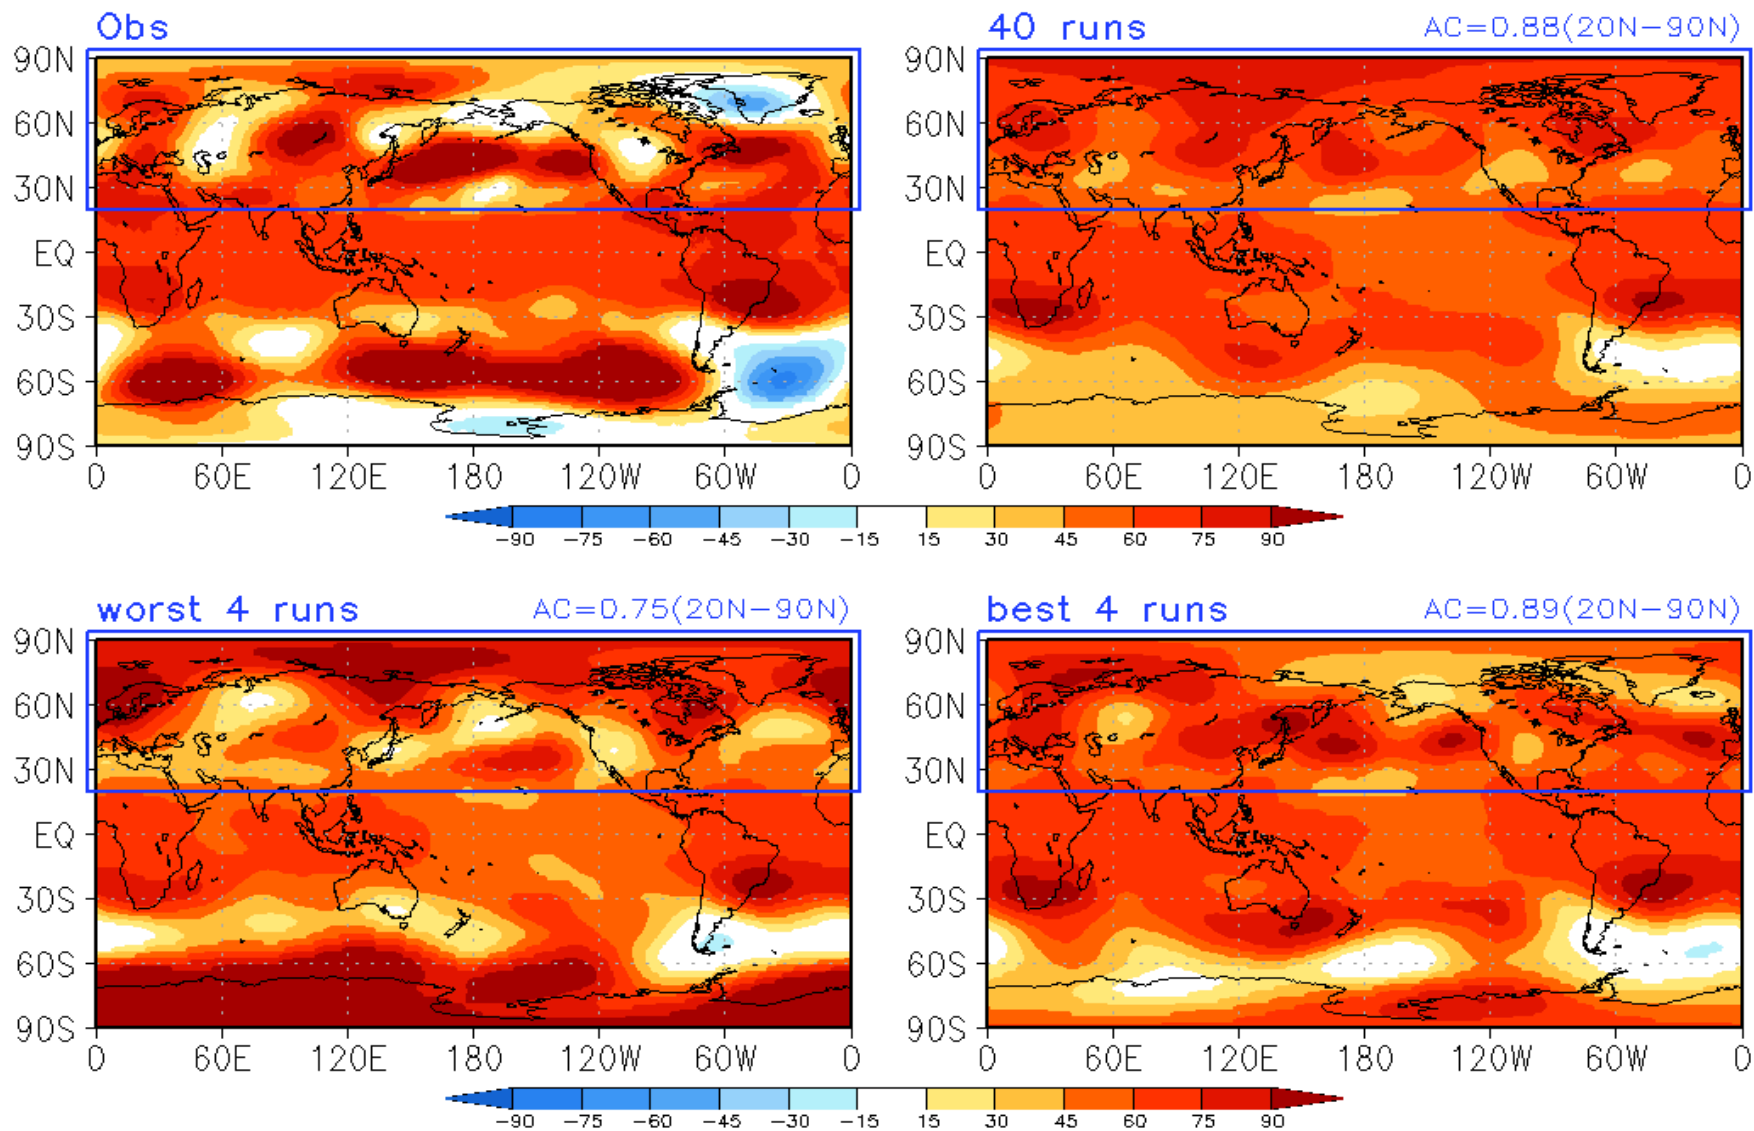 Obs
40 runs AC=0.88(20N-90N)
90N
60N
30N
EQ
30S
60S
90S
0 60E 120E 180 120W 60W 0
90N
60N
30N
EQ
30S
60S
90S
0 60E 120E 180 120W 60W 0
-90 -75 -60 -45 -30 -15 15 30 45 60 75 90
worst 4 runs AC=0.75(20N-90N)
best 4 runs AC=0.89(20N-90N)
90N
60N
30N
EQ
30S
60S
90S
0 60E 120E 180 120W 60W 0
90N
60N
30N
EQ
30S
60S
90S
0 60E 120E 180 120W 60W 0
-90 -75 -60 -45 -30 -15 15 30 45 60 75 90